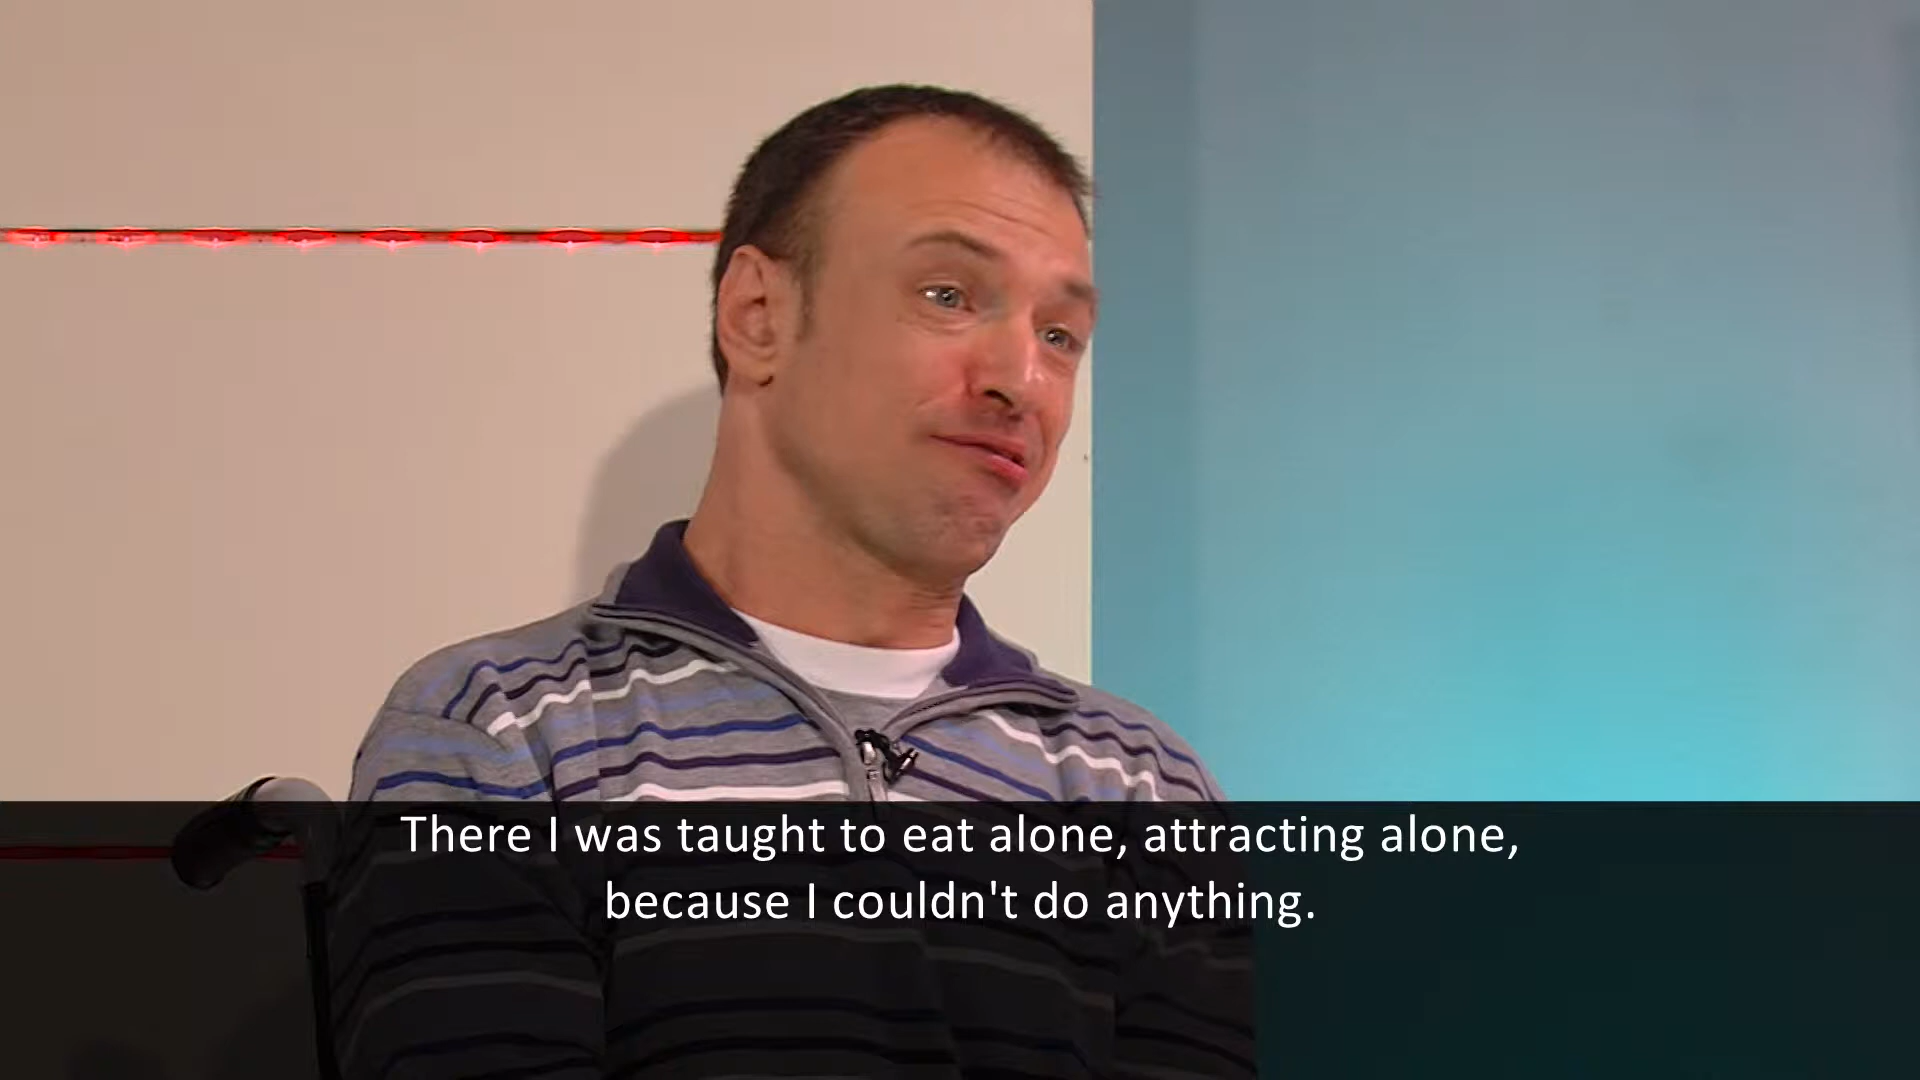 There I was taught to eat alone, attracting alone,
because I couldn't do anything.